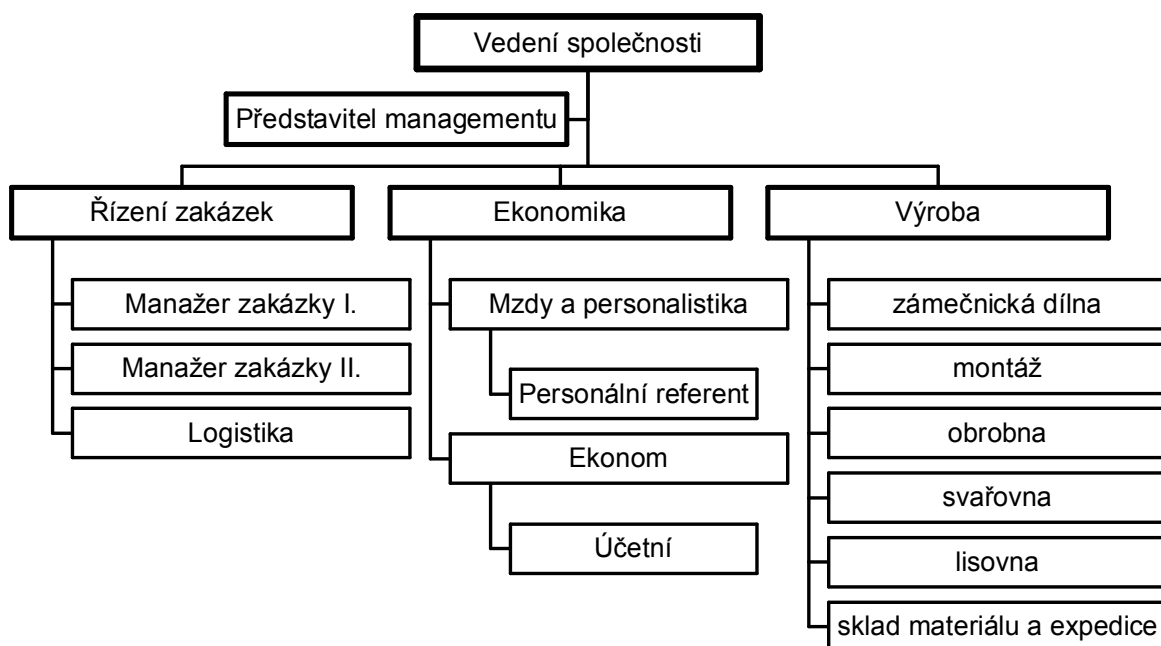 Vedení společnosti
Představitel managementu
Řízení zakázek
Manažer zakázky I.
Manažer zakázky II.
Logistika
Ekonomika
Mzdy a personalistika
Personální referent
Ekonom
Účetní
Výroba
zámečnická dílna
montáž
obrobna
svařovna
lisovna
sklad materiálu a expedice